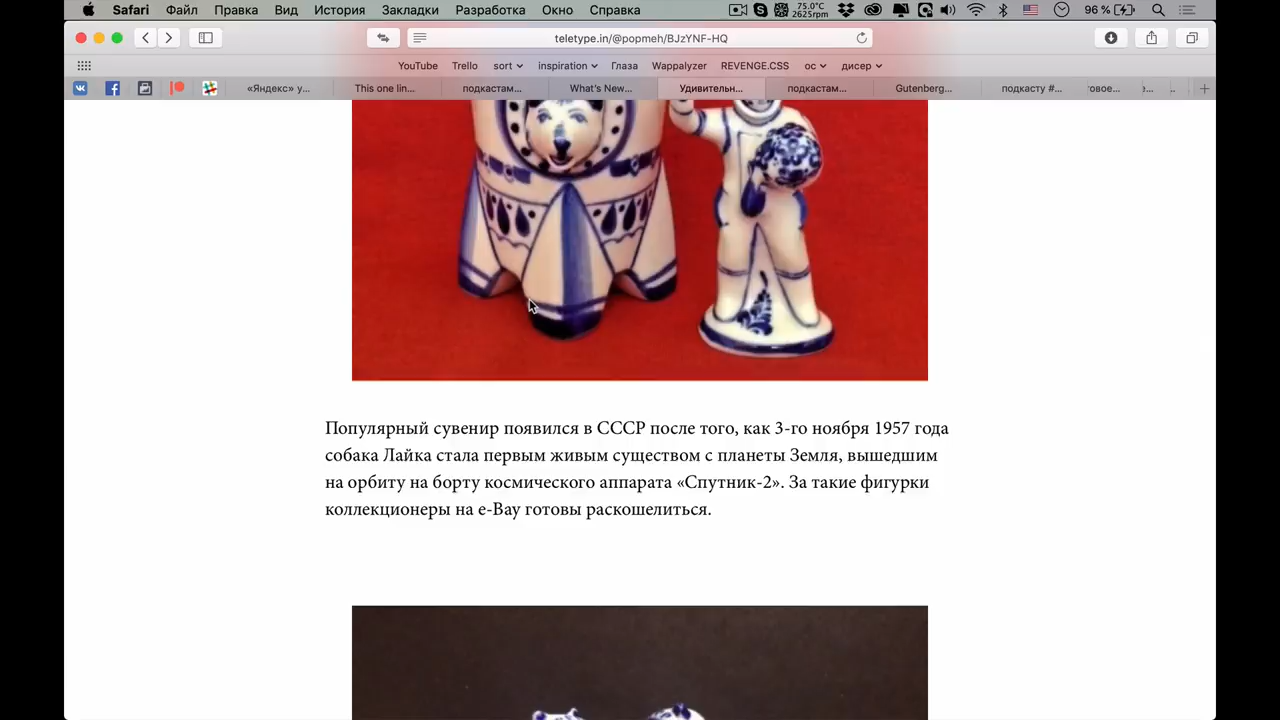 Safari Файл Правка Вид История Закладки Разработка Окно Справка 75.0°C 2625rpm 96 %
teletype.in/@popmeh/BJzYNF-HQ
YouTube Trello sort inspiration Глаза Wappalyzer REVENGE.CSS ос дисер
«Яндекс» у... This one lin... подкастам... What's New... Удивительн... подкастам... Gutenberg... подкасту #... говое...
Популярный сувенир появился в СССР после того, как 3-го ноября 1957 года
собака Лайка стала первым живым существом с планеты Земля, вышедшим
на орбиту на борту космического аппарата «Спутник-2». За такие фигурки
коллекционеры на e-Bay готовы раскошелиться.